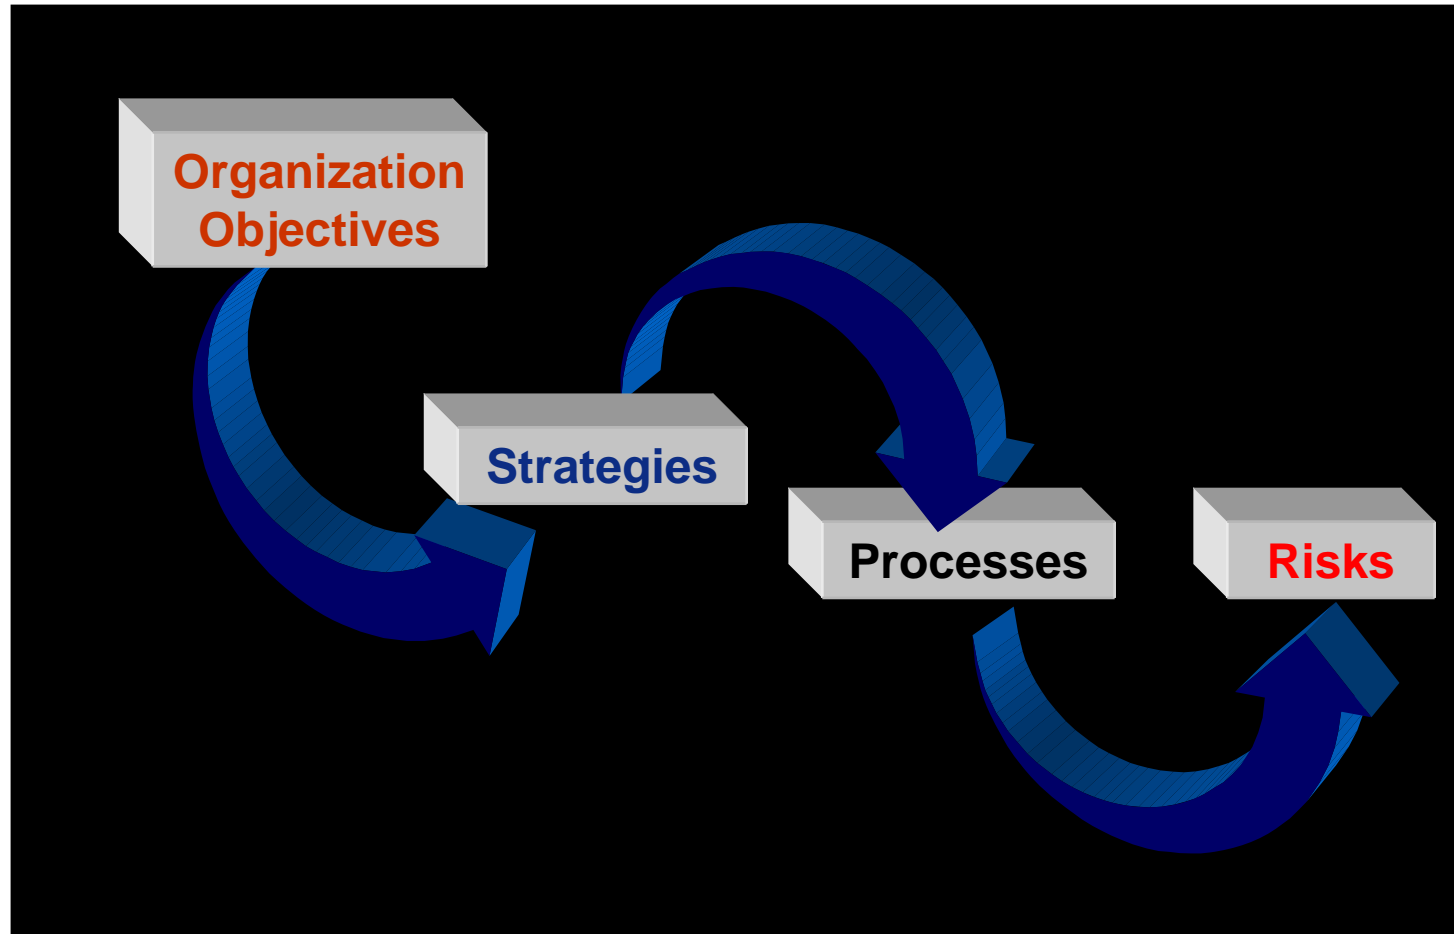 Organization
Objectives
Strategies
Processes
Risks